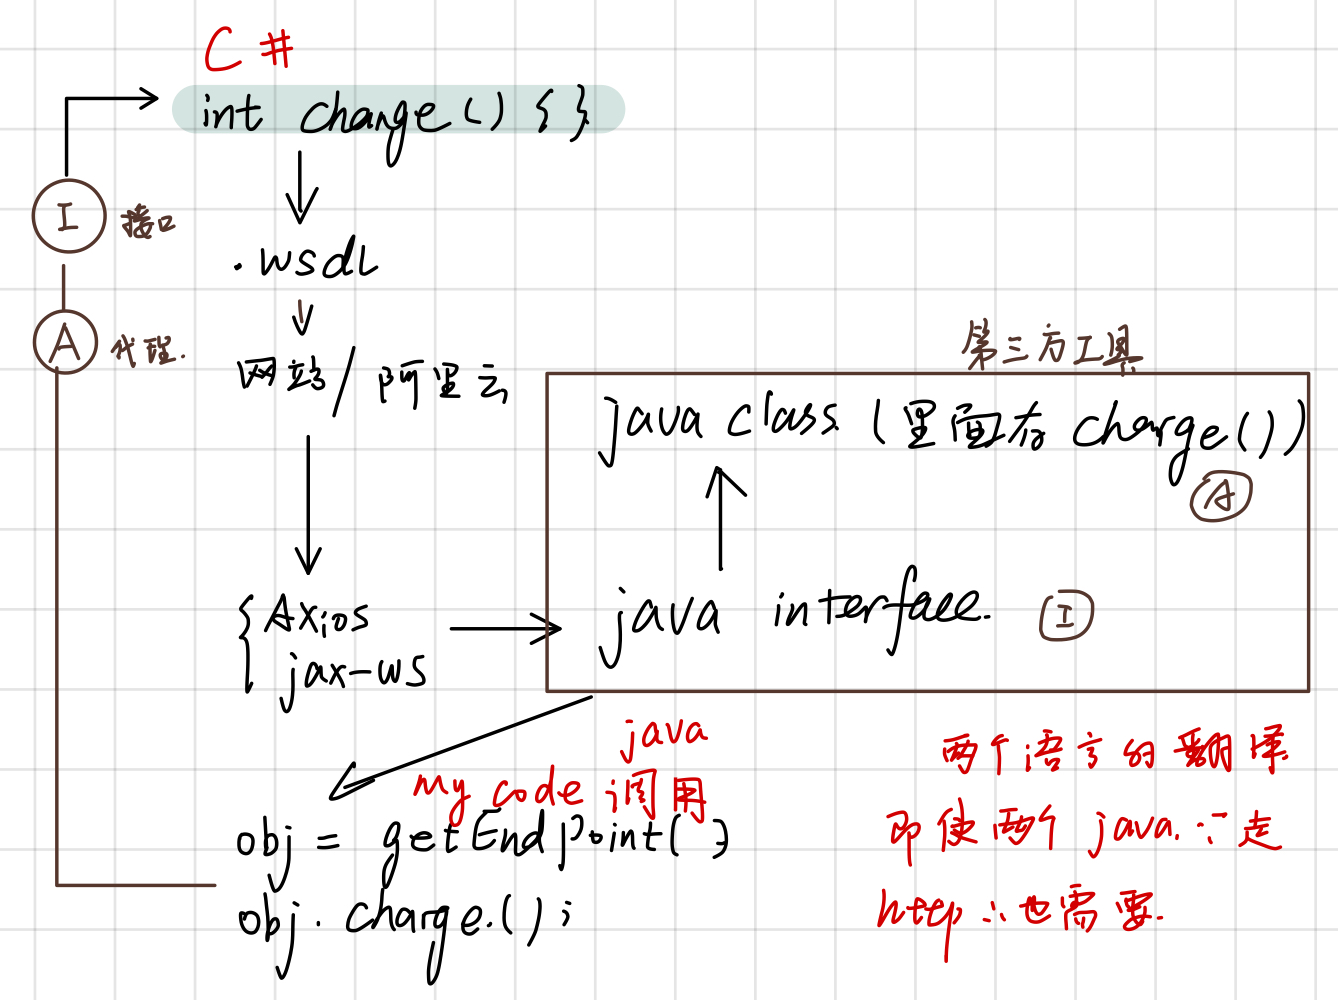 C #
int change() { }
I 接口
.wsdl
A 代理.
网站/阿里云
第三方工具
java class (里面有 charge())
A
{ Axios
jax-ws
java interface.
I
java
my code 调用
obj = getEndpoint()
obj. charge.();
两个语言的翻译
即使两个 java. ∵走
http ∴也需要.